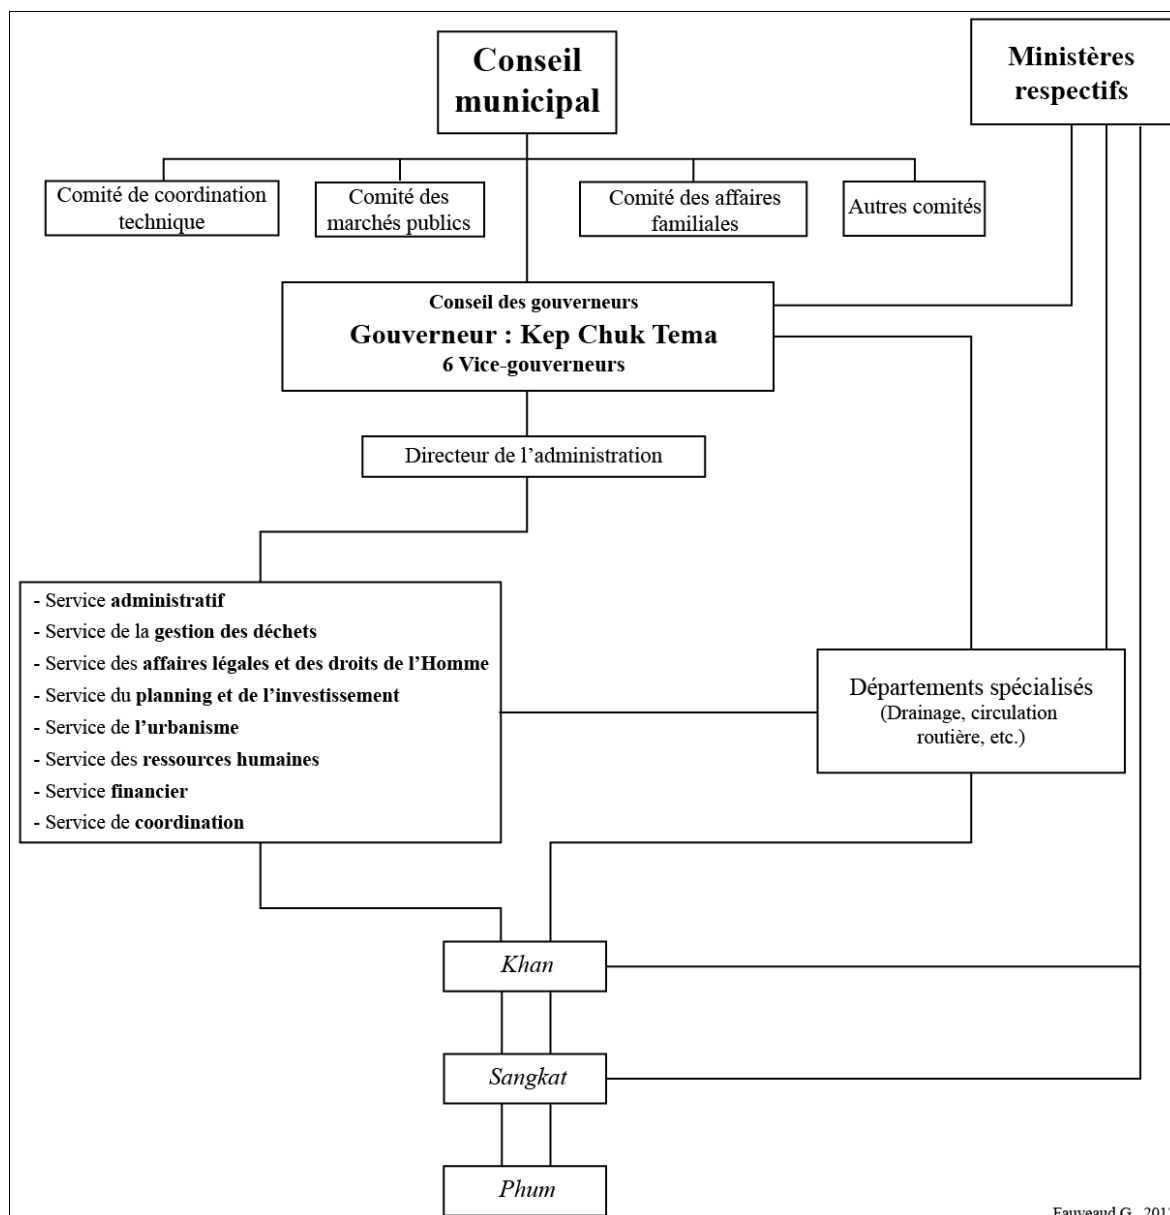 Conseil
municipal
Ministères
respectifs
Comité de coordination
technique
Comité des
marchés publics
Comité des affaires
familiales
Autres comités
Conseil des gouverneurs
Gouverneur : Kep Chuk Tema
6 Vice-gouverneurs
Directeur de l’administration
- Service administratif
- Service de la gestion des déchets
- Service des affaires légales et des droits de l’Homme
- Service du planning et de l’investissement
- Service de l’urbanisme
- Service des ressources humaines
- Service financier
- Service de coordination
Départements spécialisés
(Drainage, circulation
routière, etc.)
Khan
Sangkat
Phum
Fauveaud G.,